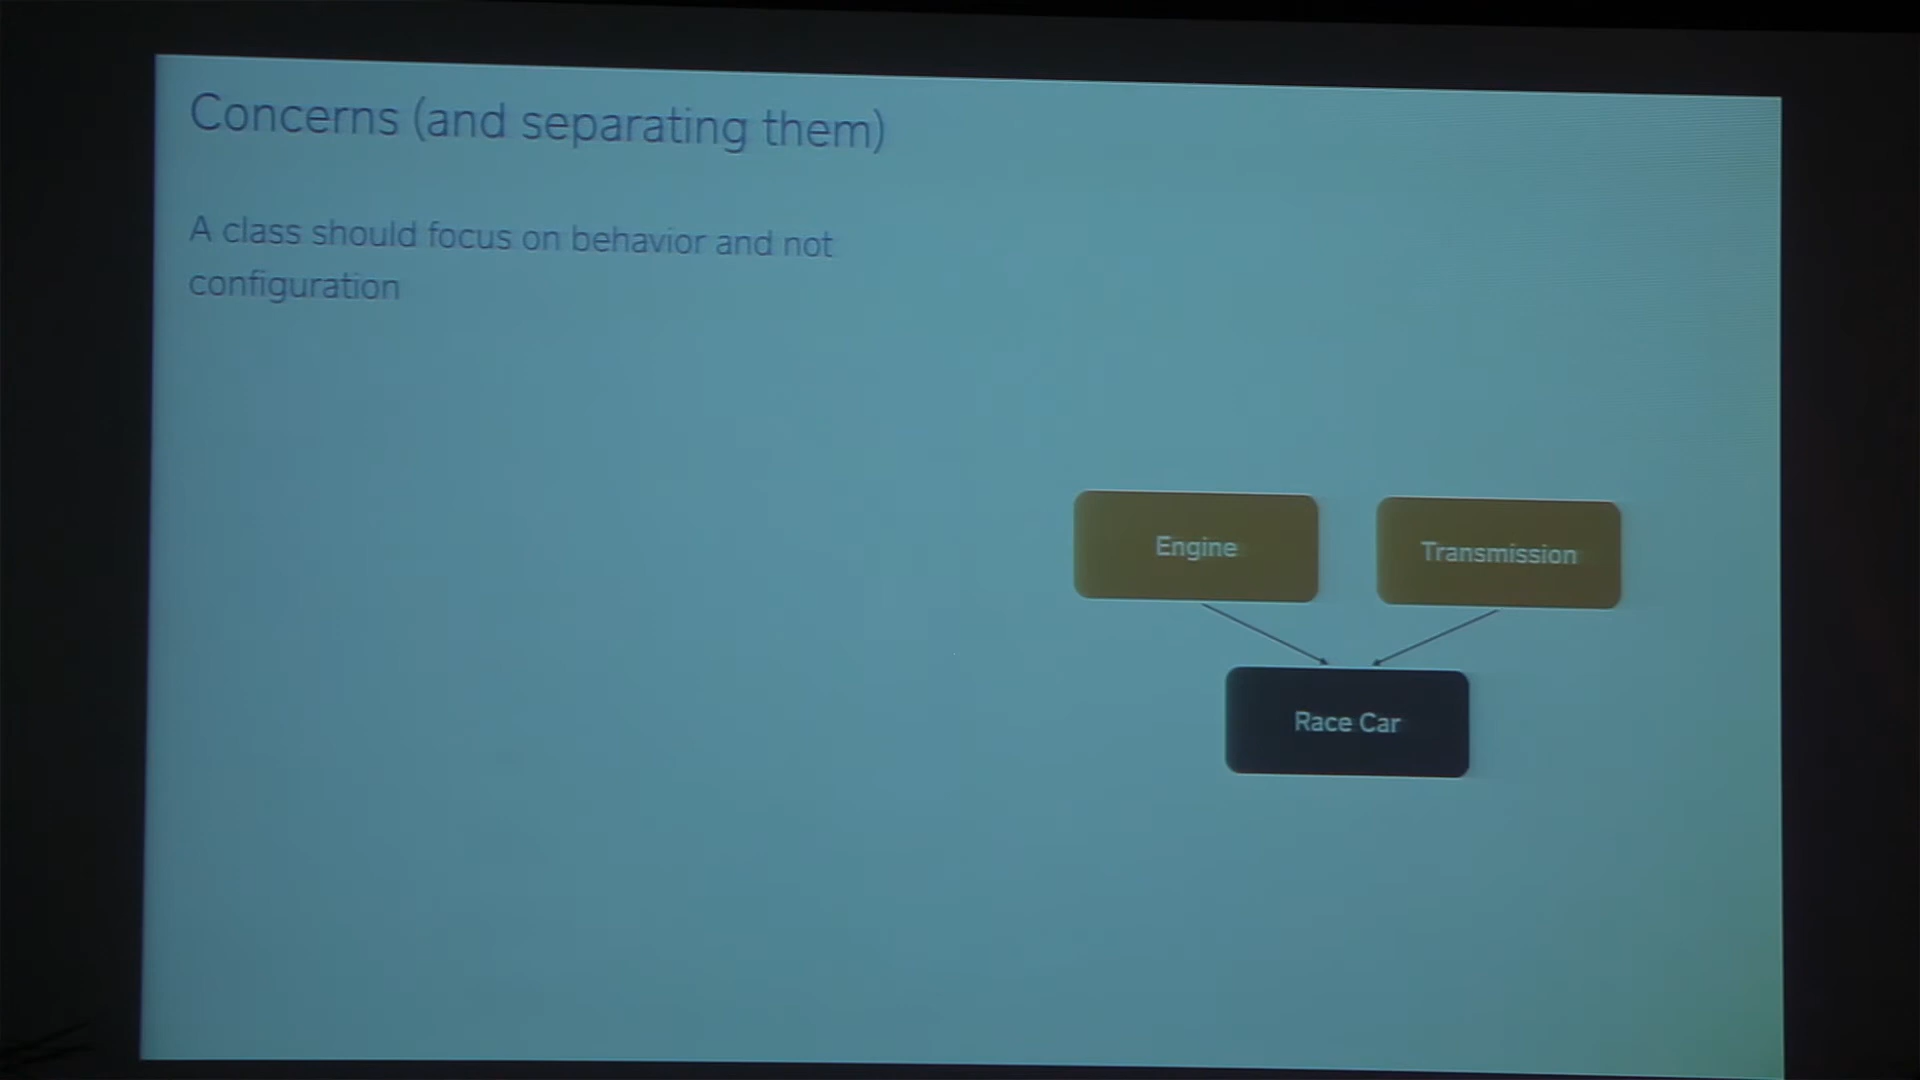 Concerns (and separating them)
A class should focus on behavior and not
configuration
Engine
Transmission
Race Car